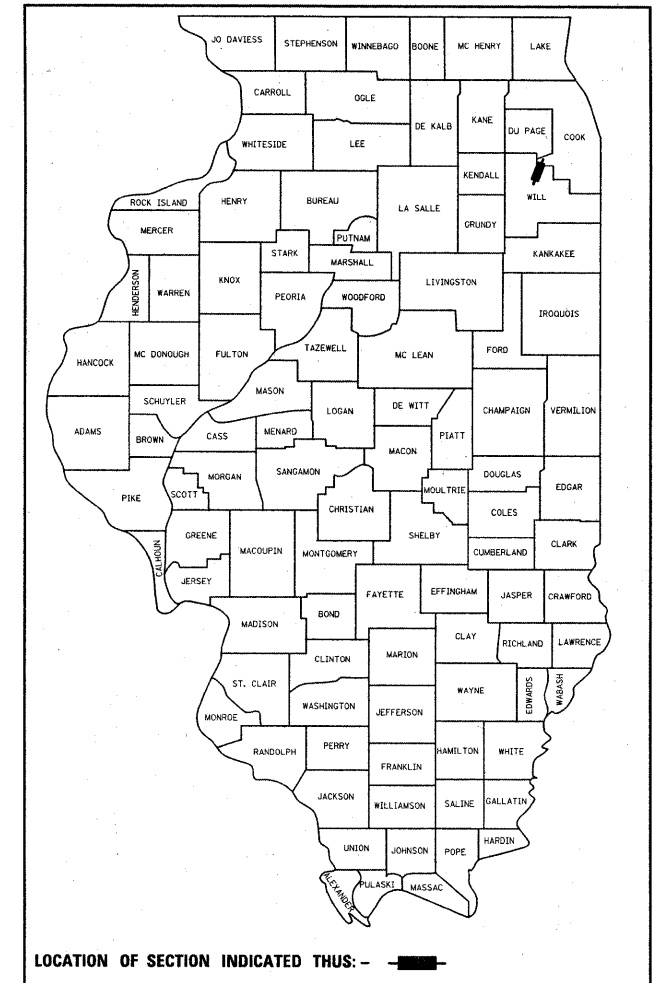 JO DAVIESS STEPHENSON WINNEBAGO BOONE MC HENRY LAKE
CARROLL OGLE DE KALB KANE DU PAGE COOK
WHITESIDE LEE KENDALL WILL
ROCK ISLAND HENRY BUREAU LA SALLE GRUNDY
MERCER PUTNAM KANKAKEE
STARK MARSHALL
HENDERSON WARREN KNOX PEORIA WOODFORD LIVINGSTON IROQUOIS
HANCOCK MC DONOUGH FULTON TAZEWELL MC LEAN FORD
SCHUYLER MASON LOGAN DE WITT CHAMPAIGN VERMILION
ADAMS BROWN CASS MENARD MACON PIATT
PIKE SCOTT MORGAN SANGAMON CHRISTIAN MOULTRIE DOUGLAS EDGAR
COLES
CALHOUN GREENE MACOUPIN MONTGOMERY SHELBY CUMBERLAND CLARK
JERSEY FAYETTE EFFINGHAM JASPER CRAWFORD
MADISON BOND CLAY RICHLAND LAWRENCE
CLINTON MARION
ST. CLAIR WAYNE EDWARDS WABASH
MONROE WASHINGTON JEFFERSON
RANDOLPH PERRY HAMILTON WHITE
FRANKLIN
JACKSON WILLIAMSON SALINE GALLATIN
UNION JOHNSON POPE HARDIN
ALEXANDER PULASKI MASSAC
LOCATION OF SECTION INDICATED THUS: -